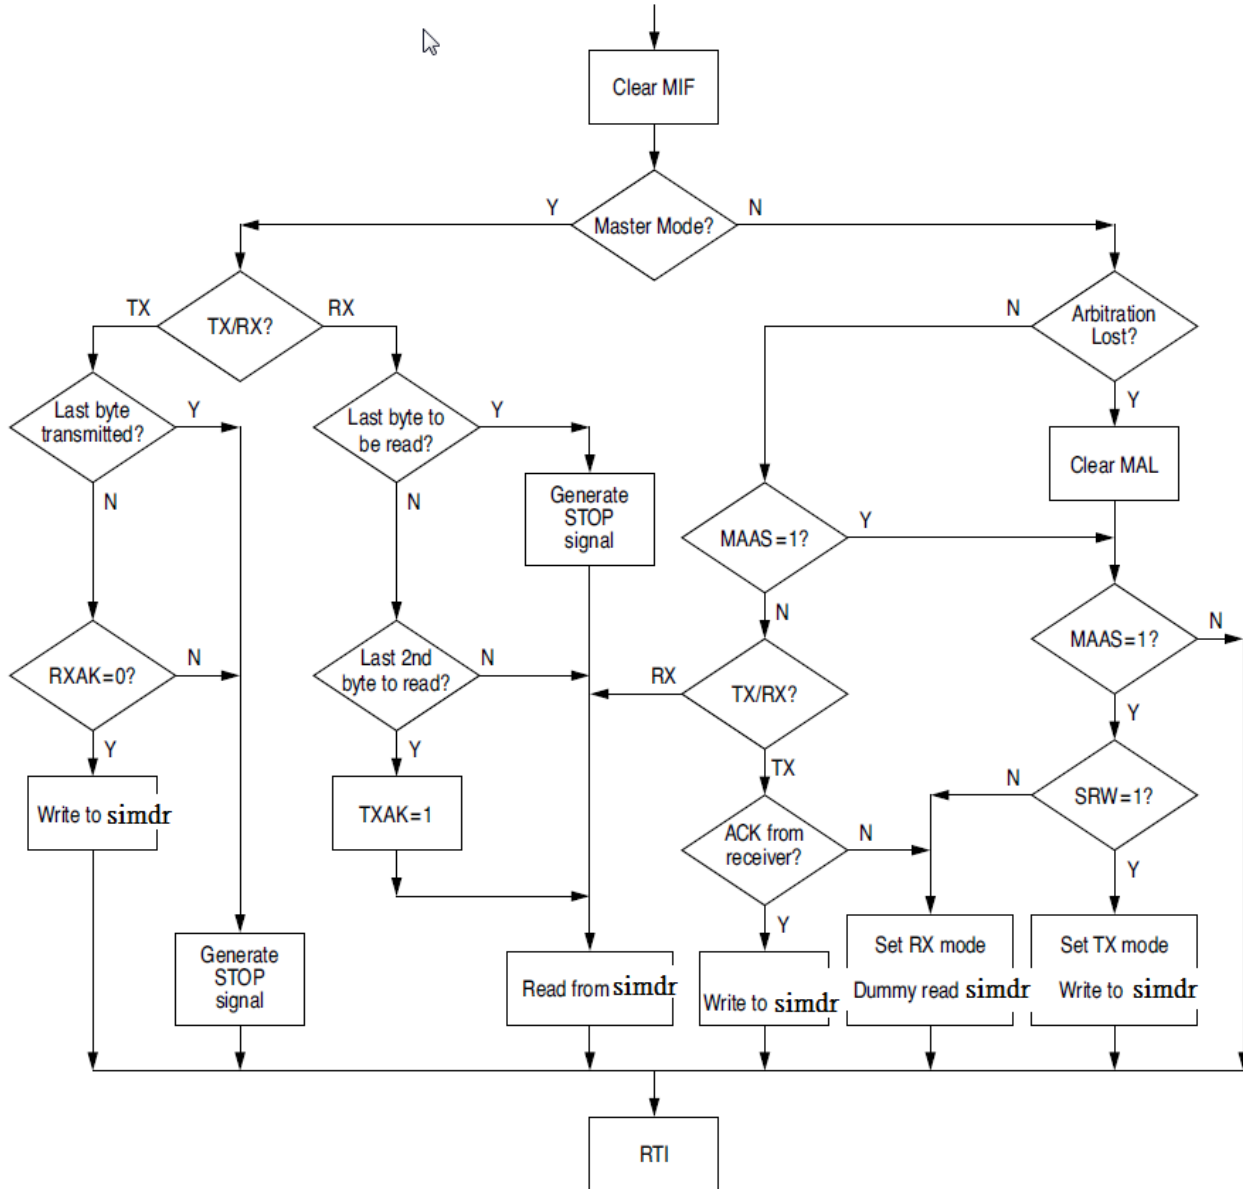 Clear MIF
Y
Master Mode?
N
TX
TX/RX?
RX
N
Arbitration
Lost?
Last byte
transmitted?
Y
Last byte to
be read?
Y
Y
Clear MAL
N
N
Generate
STOP
signal
MAAS=1?
Y
N
MAAS=1?
N
RXAK=0?
N
Last 2nd
byte to read?
N
RX
TX/RX?
Y
Y
Y
TX
N
SRW=1?
Write to simdr
TXAK=1
ACK from
receiver?
N
Y
Y
Generate
STOP
signal
Read from simdr
Write to simdr
Set RX mode
Dummy read simdr
Set TX mode
Write to simdr
RTI